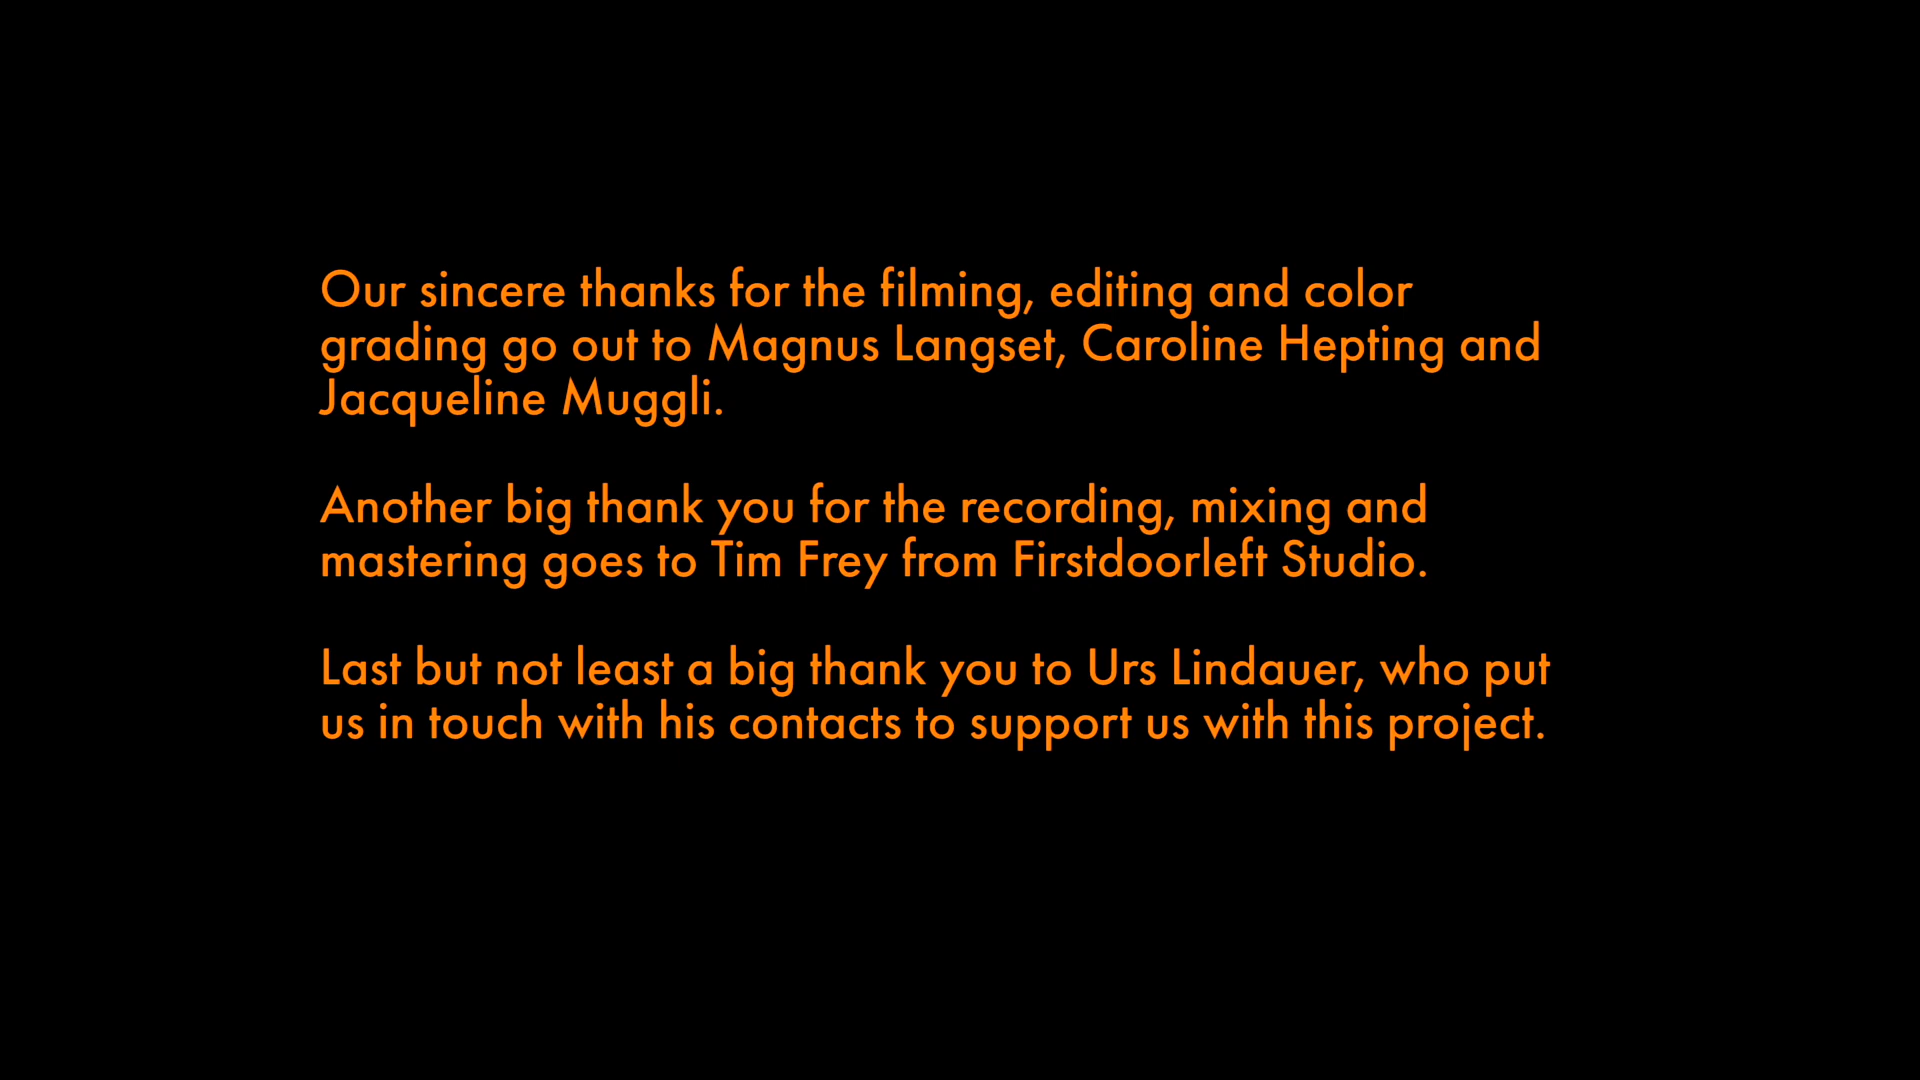 Our sincere thanks for the filming, editing and color
grading go out to Magnus Langset, Caroline Hepting and
Jacqueline Muggli.
Another big thank you for the recording, mixing and
mastering goes to Tim Frey from Firstdoorleft Studio.
Last but not least a big thank you to Urs Lindauer, who put
us in touch with his contacts to support us with this project.